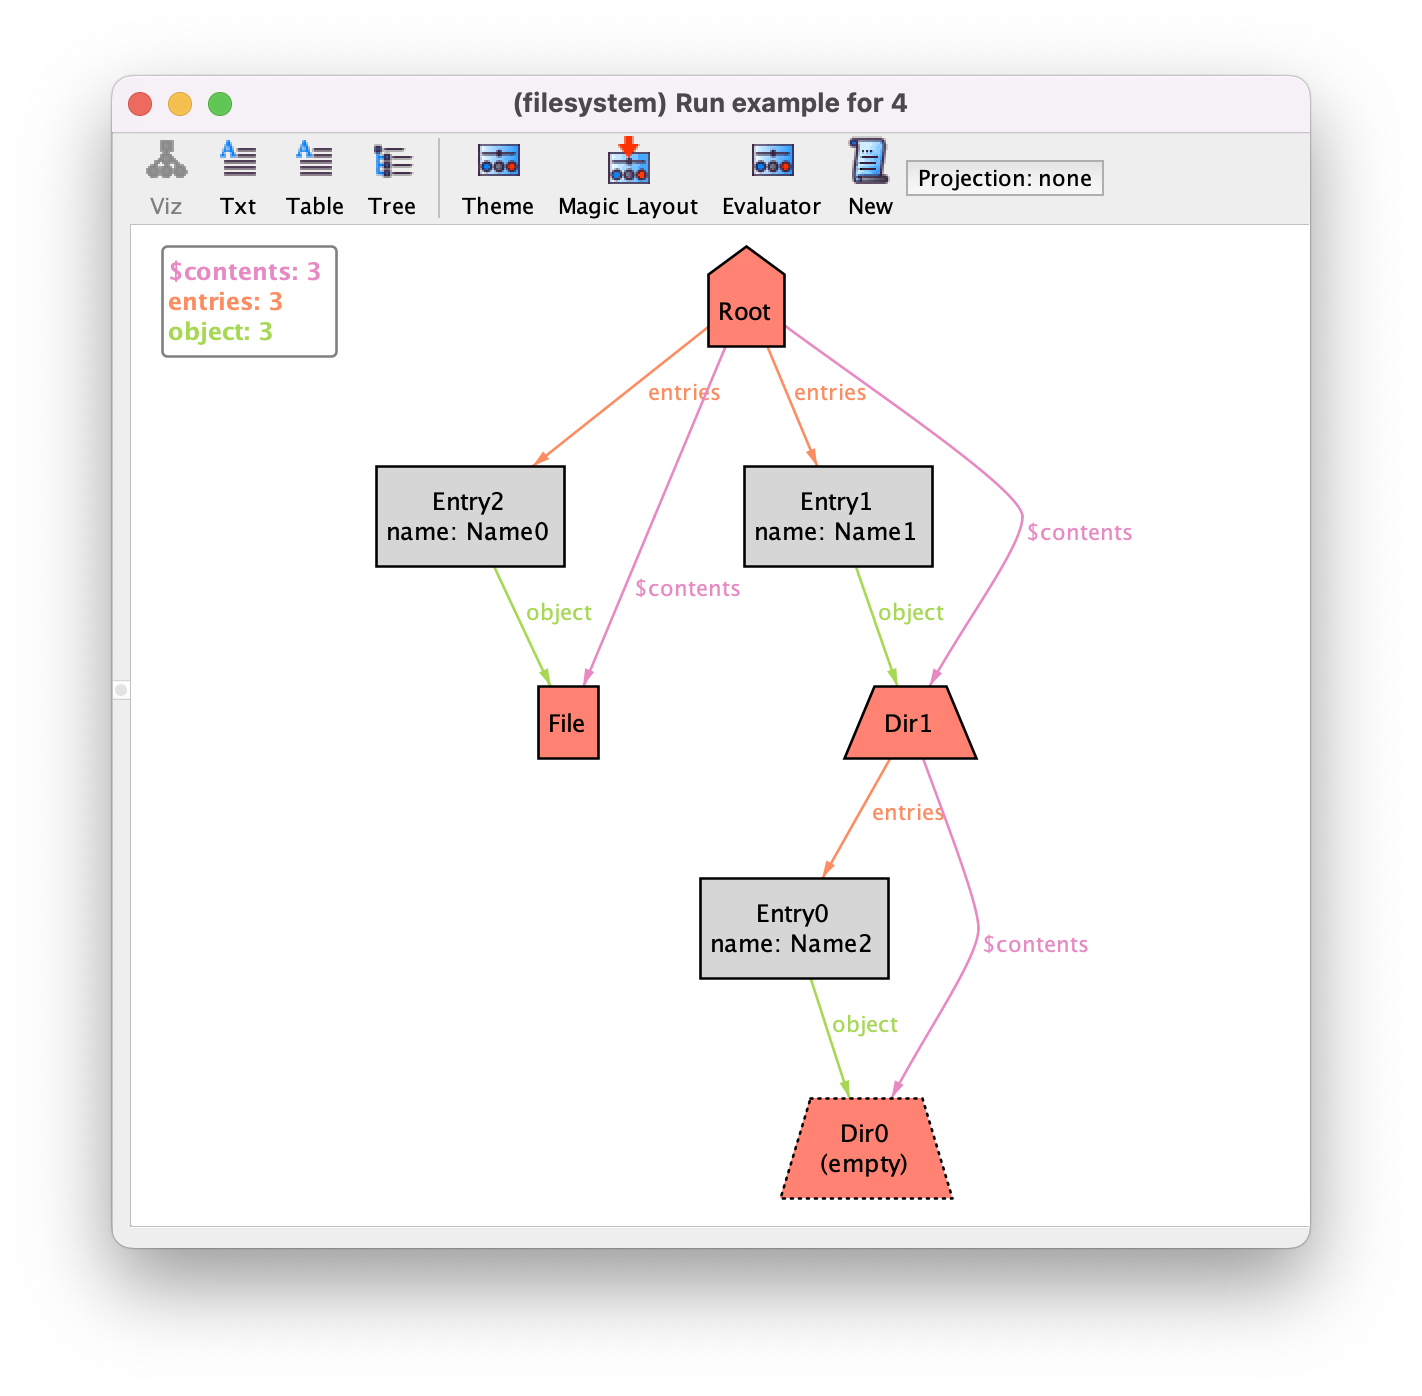 (filesystem) Run example for 4
Viz Txt Table Tree Theme Magic Layout Evaluator New Projection: none
$contents: 3
entries: 3
object: 3
Root
entries entries
Entry2
name: Name0
Entry1
name: Name1
$contents
$contents
object object
File Dir1
entries
Entry0
name: Name2
$contents
object
Dir0
(empty)